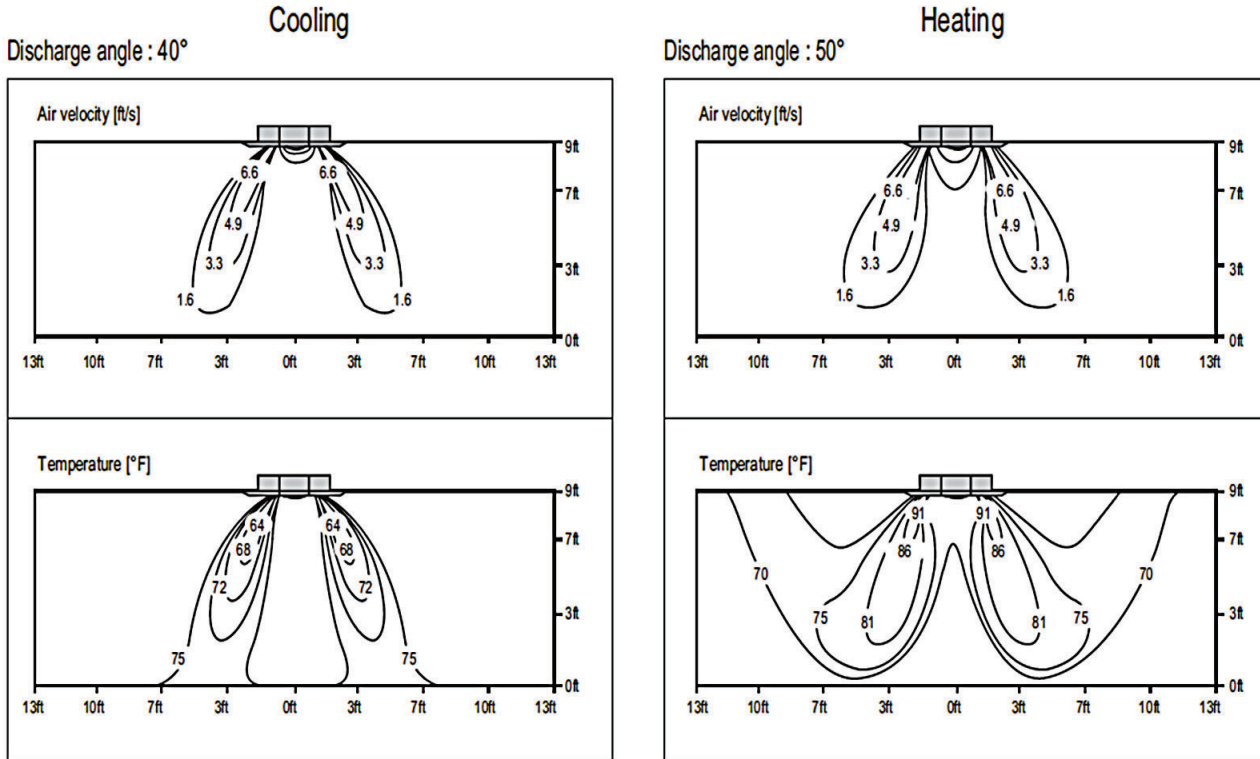 Cooling
Discharge angle : 40°
Air velocity [ft/s]
6.6 6.6
4.9 4.9
3.3 3.3
1.6 1.6
9ft
7ft
3ft
0ft
13ft 10ft 7ft 3ft 0ft 3ft 7ft 10ft 13ft
Temperature [°F]
64 64
68 68
72 72
75 75
9ft
7ft
3ft
0ft
13ft 10ft 7ft 3ft 0ft 3ft 7ft 10ft 13ft
Heating
Discharge angle : 50°
Air velocity [ft/s]
6.6 6.6
4.9 4.9
3.3 3.3
1.6 1.6
9ft
7ft
3ft
0ft
13ft 10ft 7ft 3ft 0ft 3ft 7ft 10ft 13ft
Temperature [°F]
91 91
86 86
70 70
75 75
81 81
9ft
7ft
3ft
0ft
13ft 10ft 7ft 3ft 0ft 3ft 7ft 10ft 13ft